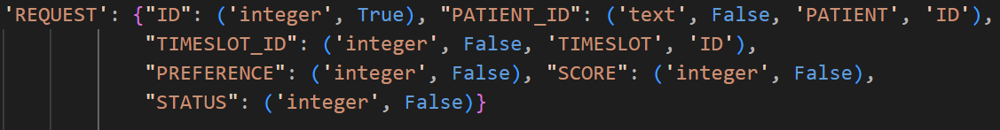 'REQUEST': {"ID": ('integer', True), "PATIENT_ID": ('text', False, 'PATIENT', 'ID'),
"TIMESLOT_ID": ('integer', False, 'TIMESLOT', 'ID'),
"PREFERENCE": ('integer', False), "SCORE": ('integer', False),
"STATUS": ('integer', False)}